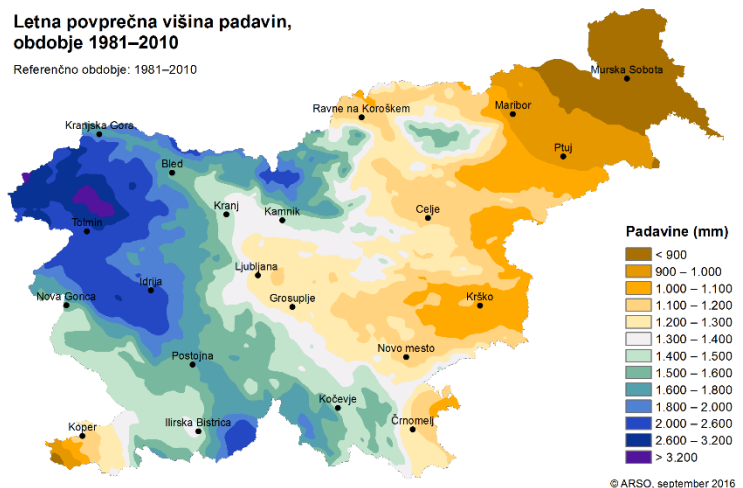 Letna povprečna višina padavin,
obdobje 1981–2010
Referenčno obdobje: 1981–2010
Murska Sobota
Ravne na Koroškem
Maribor
Kranjska Gora
Ptuj
Bled
Kranj
Kamnik
Celje
Tolmin
Ljubljana
Idrija
Nova Gorica
Grosuplje
Krško
Novo mesto
Postojna
Kočevje
Koper
Ilirska Bistrica
Črnomelj
Padavine (mm)
< 900
900 – 1.000
1.000 – 1.100
1.100 – 1.200
1.200 – 1.300
1.300 – 1.400
1.400 – 1.500
1.500 – 1.600
1.600 – 1.800
1.800 – 2.000
2.000 – 2.600
2.600 – 3.200
> 3.200
© ARSO, september 2016